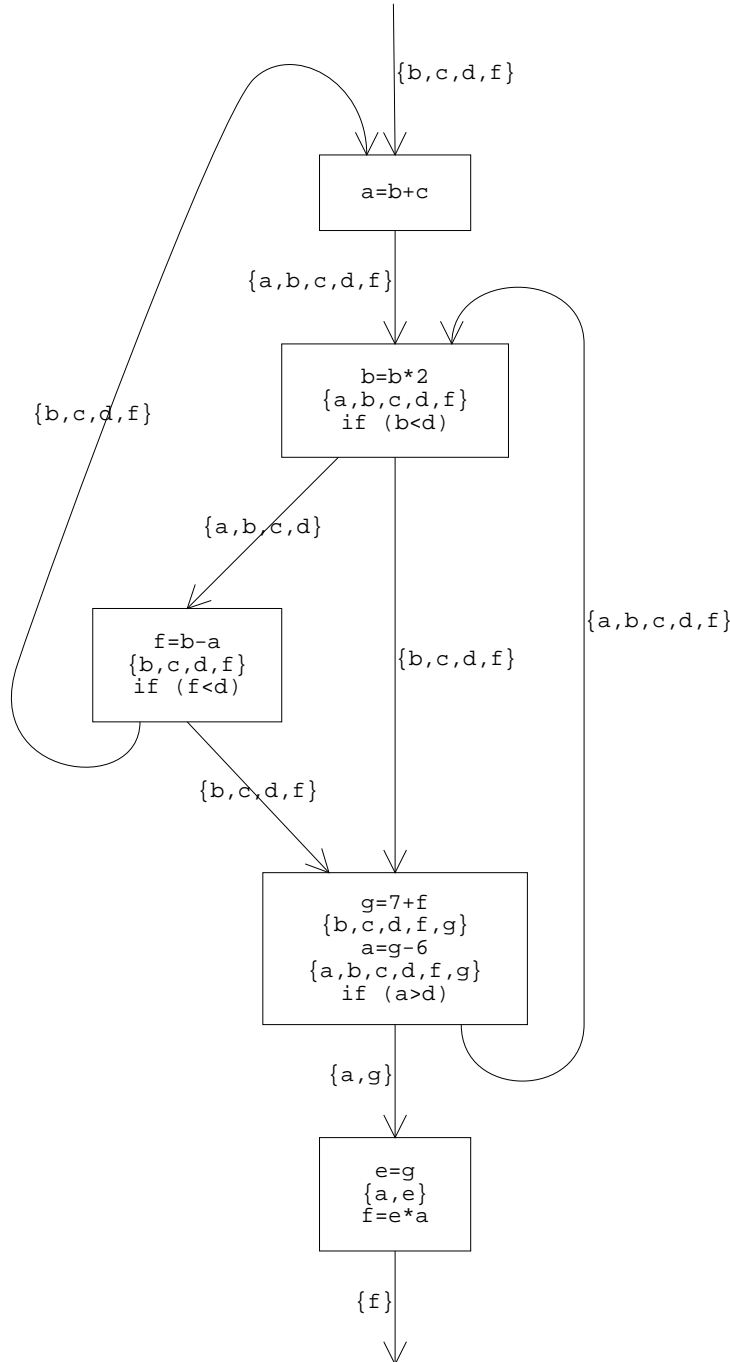 {b,c,d,f}
a=b+c
{a,b,c,d,f}
b=b*2
{a,b,c,d,f}
if (b<d)
{b,c,d,f}
{a,b,c,d}
f=b-a
{b,c,d,f}
if (f<d)
{b,c,d,f}
{a,b,c,d,f}
{b,c,d,f}
g=7+f
{b,c,d,f,g}
a=g-6
{a,b,c,d,f,g}
if (a>d)
{a,g}
e=g
{a,e}
f=e*a
{f}